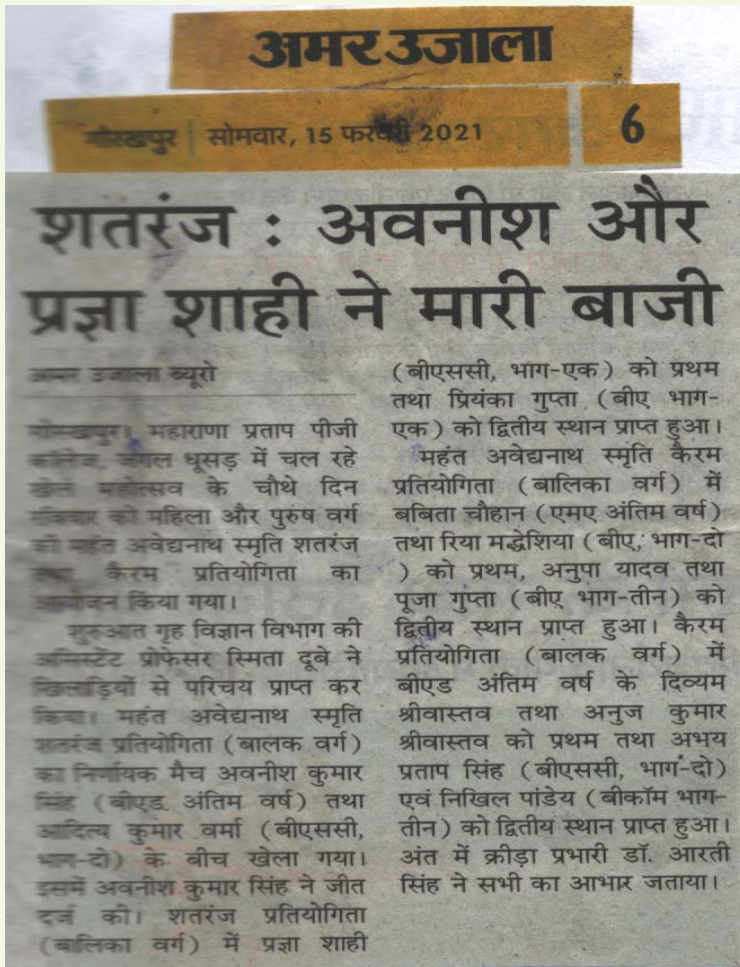 अमर उजाला
गोरखपुर | सोमवार, 15 फरवरी 2021
6
शतरंज : अवनीश और
प्रज्ञा शाही ने मारी बाजी
अमर उजाला ब्यूरो
गोरखपुर। महाराणा प्रताप पीजी
कॉलेज, जंगल धूसड़ में चल रहे
खेल महोत्सव के चौथे दिन
रविवार को महिला और पुरुष वर्ग
की महंत अवेद्यनाथ स्मृति शतरंज
तथा कैरम प्रतियोगिता का
आयोजन किया गया।
शुरुआत गृह विज्ञान विभाग की
असिस्टेंट प्रोफेसर स्मिता दूबे ने
खिलाड़ियों से परिचय प्राप्त कर
किया। महंत अवेद्यनाथ स्मृति
शतरंज प्रतियोगिता (बालक वर्ग)
का निर्णायक मैच अवनीश कुमार
सिंह (बीएड. अंतिम वर्ष) तथा
आदित्य कुमार वर्मा (बीएससी,
भाग-दो) के बीच खेला गया।
इसमें अवनीश कुमार सिंह ने जीत
दर्ज की। शतरंज प्रतियोगिता
(बालिका वर्ग) में प्रज्ञा शाही
(बीएससी, भाग-एक) को प्रथम
तथा प्रियंका गुप्ता (बीए भाग-
एक) को द्वितीय स्थान प्राप्त हुआ।
महंत अवेद्यनाथ स्मृति कैरम
प्रतियोगिता (बालिका वर्ग) में
बबिता चौहान (एमए अंतिम वर्ष)
तथा रिया मद्धेशिया (बीए, भाग-दो
) को प्रथम, अनुपा यादव तथा
पूजा गुप्ता (बीए भाग-तीन) को
द्वितीय स्थान प्राप्त हुआ। कैरम
प्रतियोगिता (बालक वर्ग) में
बीएड अंतिम वर्ष के दिव्यम
श्रीवास्तव तथा अनुज कुमार
श्रीवास्तव को प्रथम तथा अभय
प्रताप सिंह (बीएससी, भाग-दो)
एवं निखिल पांडेय (बीकॉम भाग-
तीन) को द्वितीय स्थान प्राप्त हुआ।
अंत में क्रीड़ा प्रभारी डॉ. आरती
सिंह ने सभी का आभार जताया।